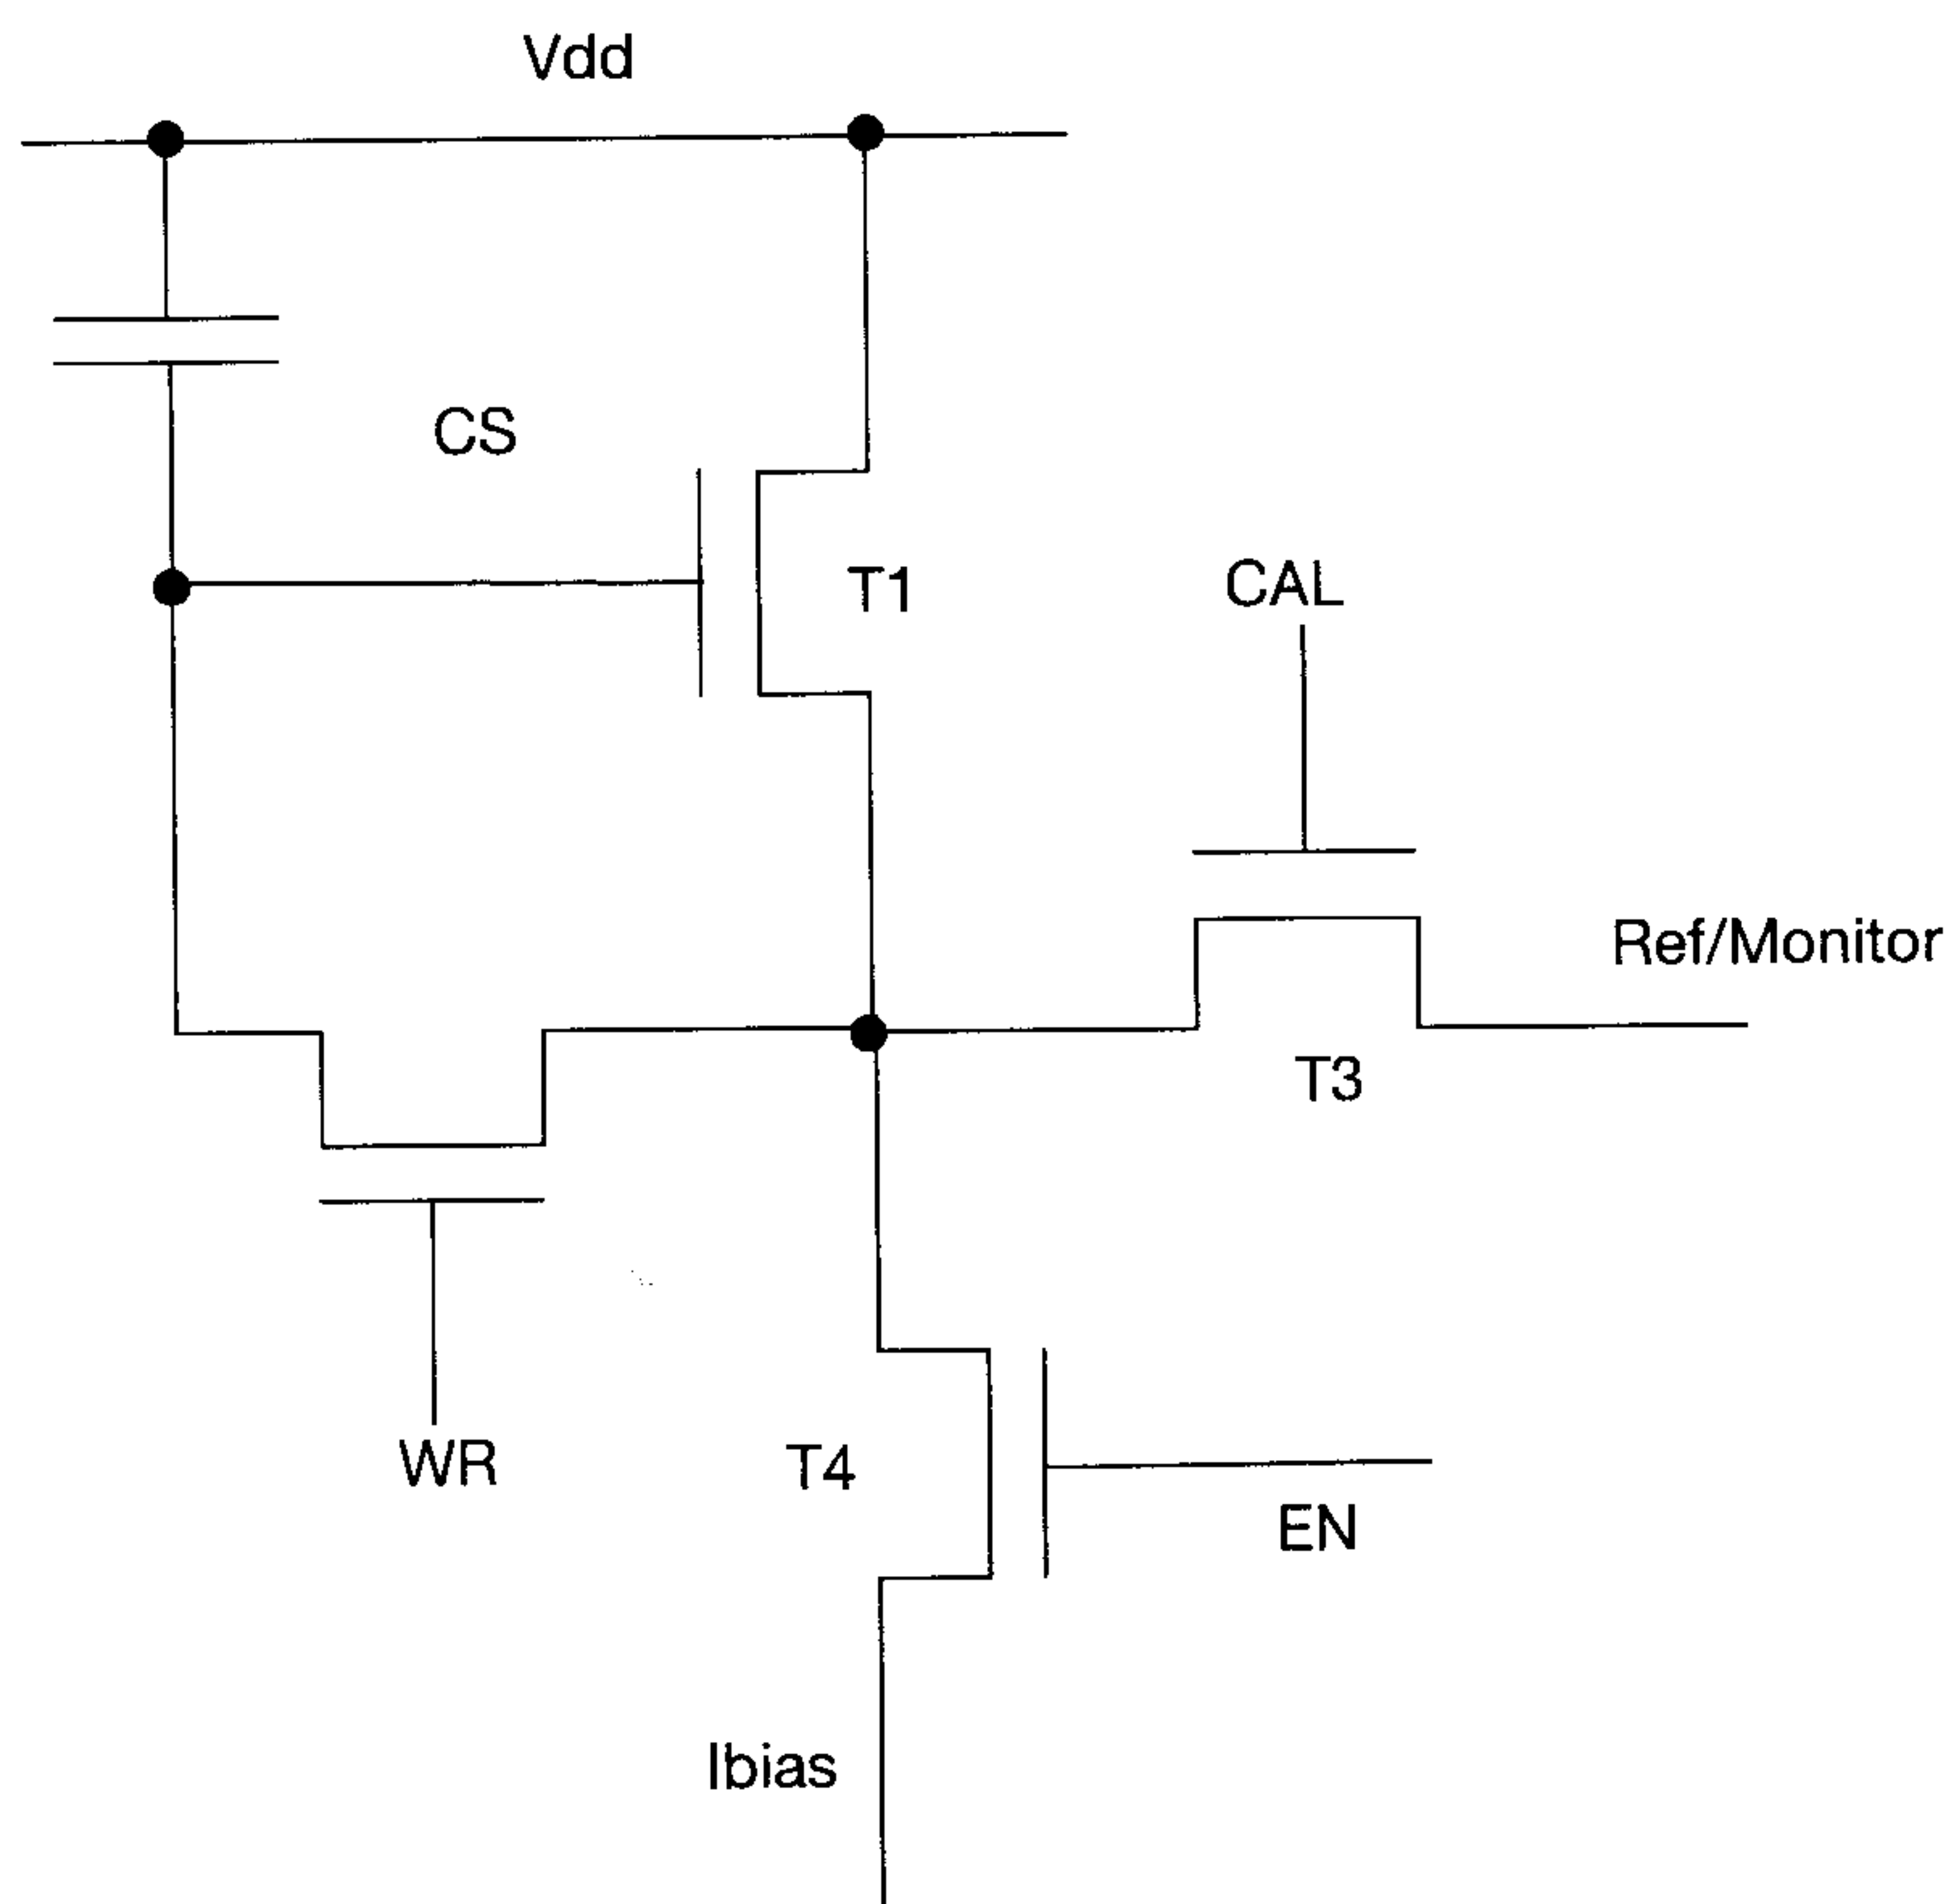 Vdd
CS
T1
CAL
Ref/Monitor
T3
WR
T4
EN
Ibias